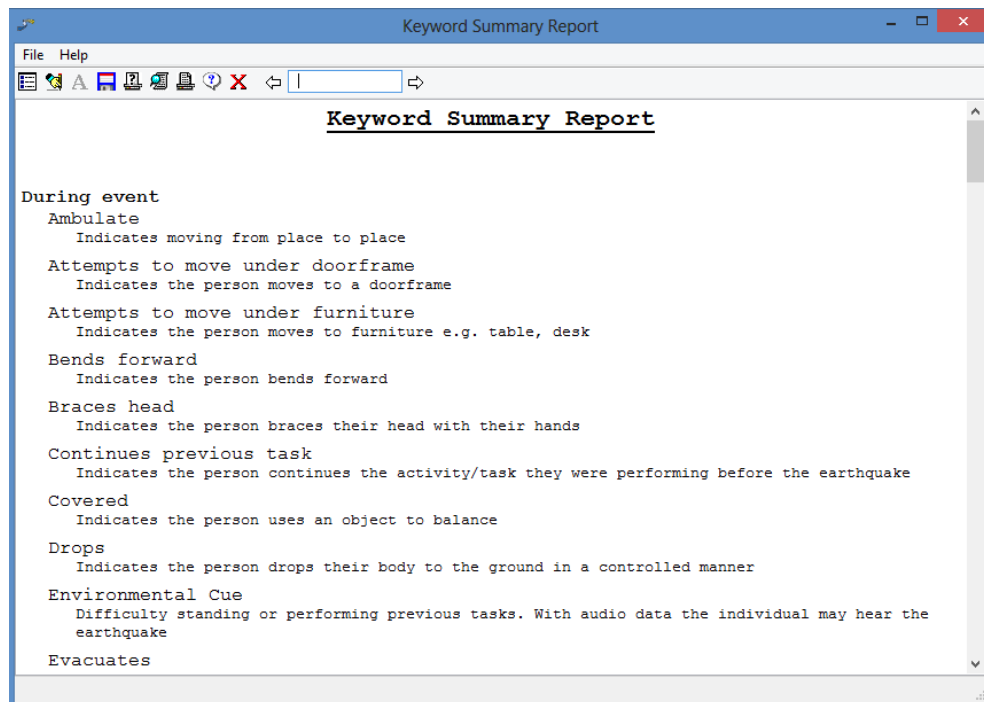 Keyword Summary Report
File Help
Keyword Summary Report
During event
Ambulate
Indicates moving from place to place
Attempts to move under doorframe
Indicates the person moves to a doorframe
Attempts to move under furniture
Indicates the person moves to furniture e.g. table, desk
Bends forward
Indicates the person bends forward
Braces head
Indicates the person braces their head with their hands
Continues previous task
Indicates the person continues the activity/task they were performing before the earthquake
Covered
Indicates the person uses an object to balance
Drops
Indicates the person drops their body to the ground in a controlled manner
Environmental Cue
Difficulty standing or performing previous tasks. With audio data the individual may hear the
earthquake
Evacuates